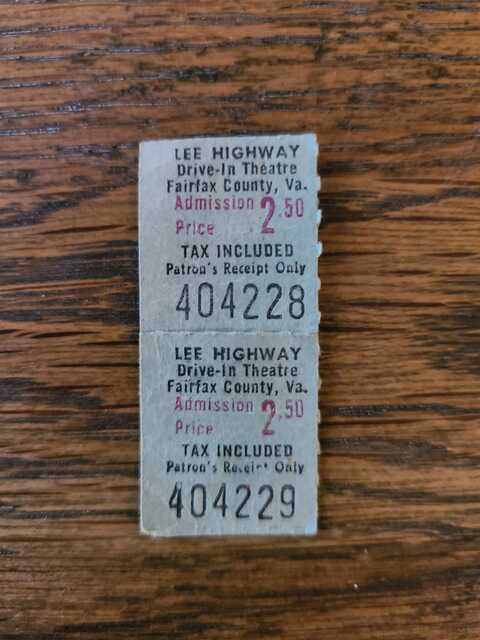 LEE HIGHWAY
Drive-In Theatre
Fairfax County, Va.
Admission 2.50
Price
TAX INCLUDED
Patron's Receipt Only
404228
LEE HIGHWAY
Drive-In Theatre
Fairfax County, Va.
Admission 2.50
Price
TAX INCLUDED
Patron's Receipt Only
404229